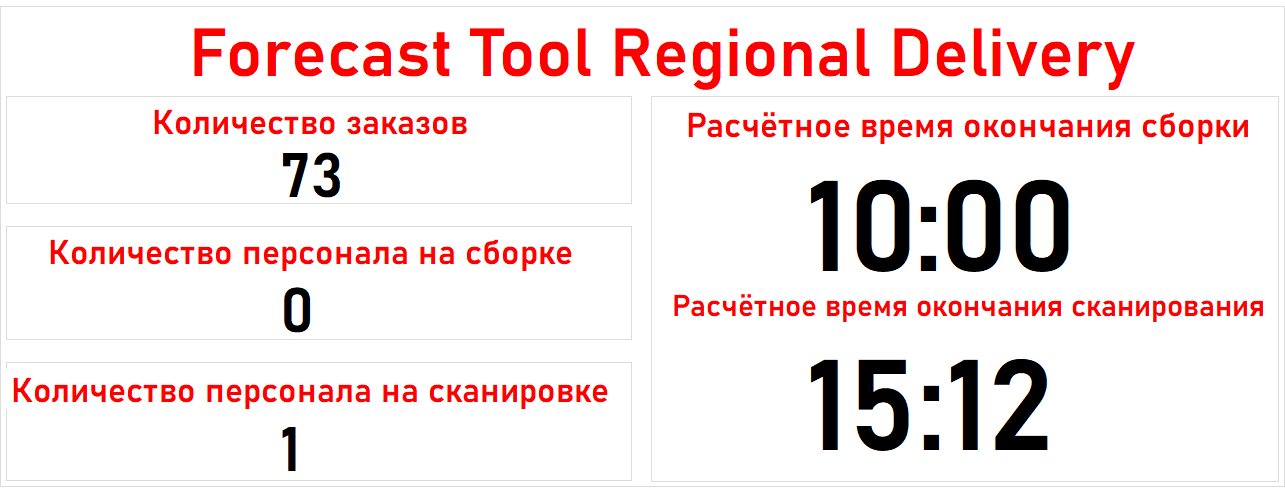 Forecast Tool Regional Delivery
Количество заказов
73
Количество персонала на сборке
0
Количество персонала на сканировке
1
Расчётное время окончания сборки
10:00
Расчётное время окончания сканирования
15:12